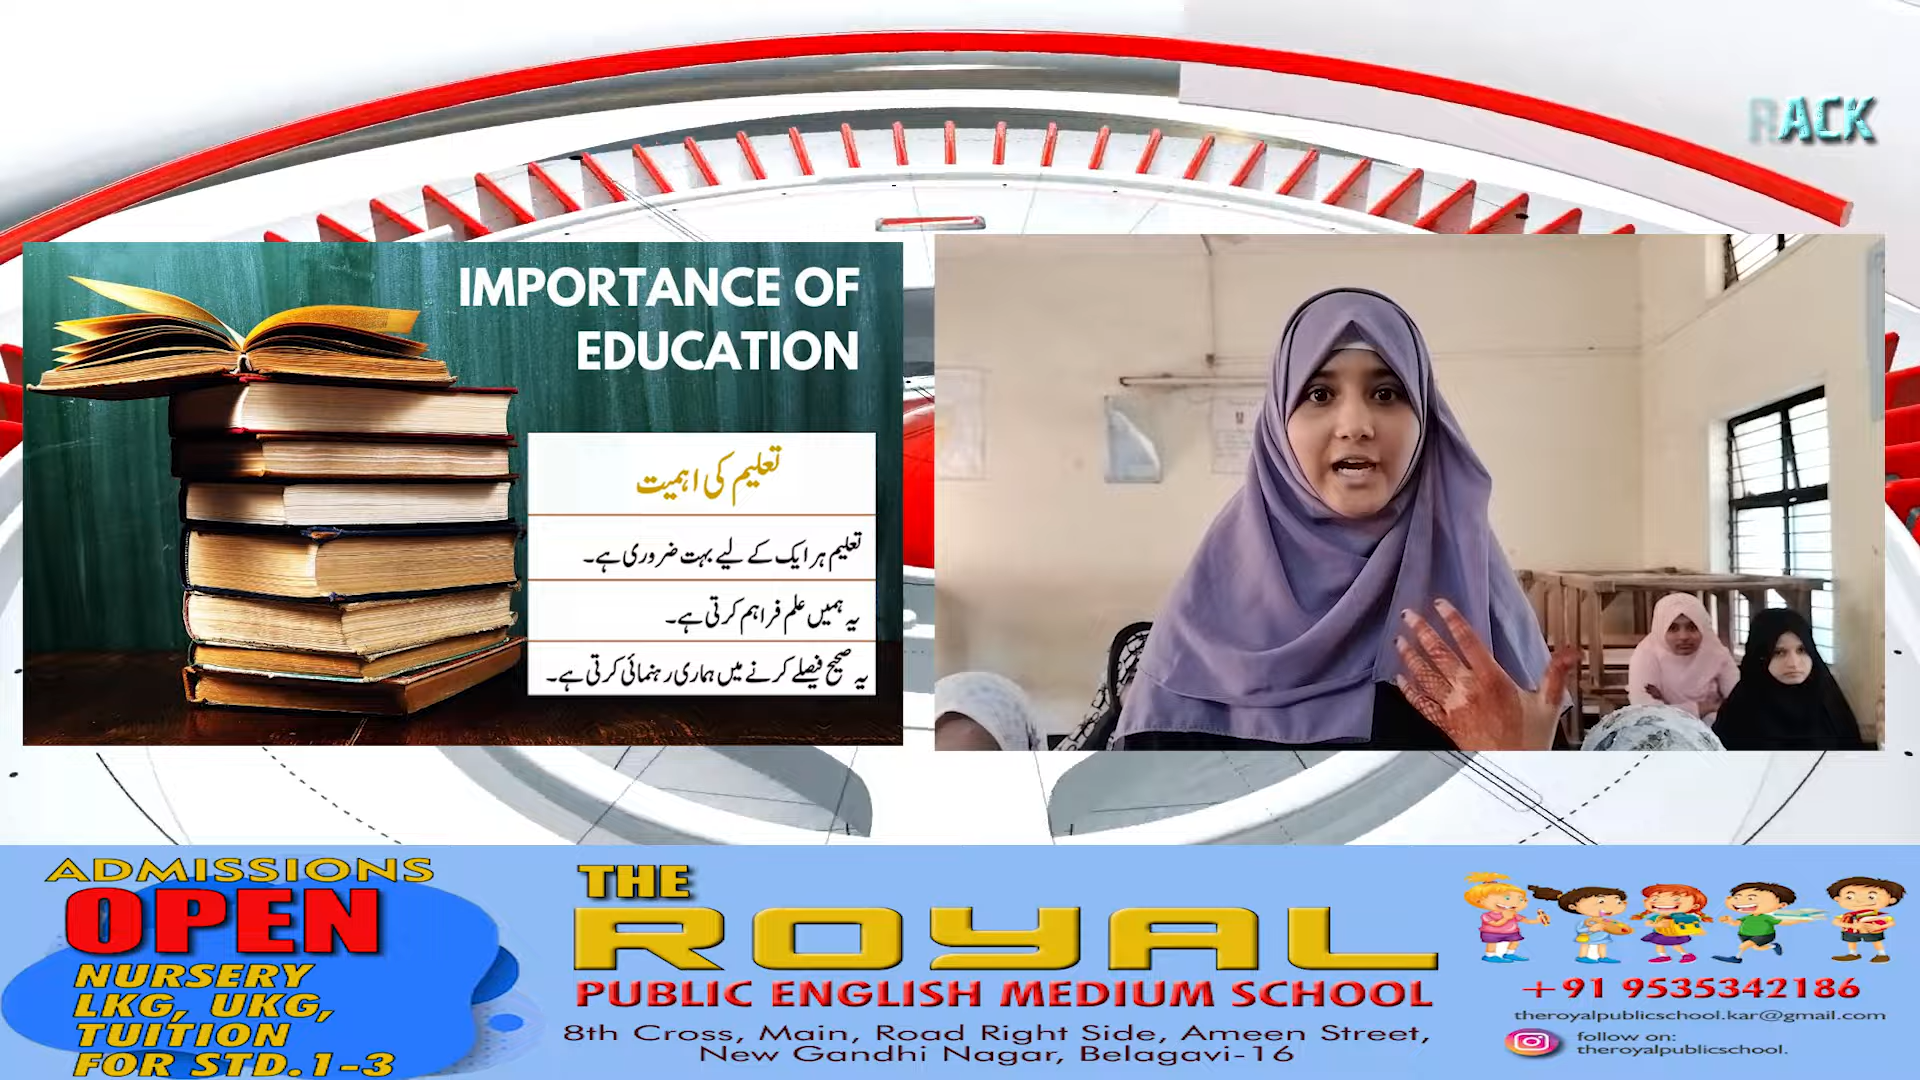 RACK
IMPORTANCE OF
EDUCATION
تعلیم کی اہمیت
تعلیم ہر ایک کے لیے بہت ضروری ہے۔
یہ ہمیں علم فراہم کرتی ہے۔
یہ صحیح فیصلے کرنے میں ہماری رہنمائی کرتی ہے۔
ADMISSIONS
OPEN
NURSERY
LKG, UKG,
TUITION
FOR STD.1-3
THE
ROYAL
PUBLIC ENGLISH MEDIUM SCHOOL
8th Cross, Main, Road Right Side, Ameen Street,
New Gandhi Nagar, Belagavi-16
+91 9535342186
theroyalpublicschool.kar@gmail.com
follow on:
theroyalpublicschool.